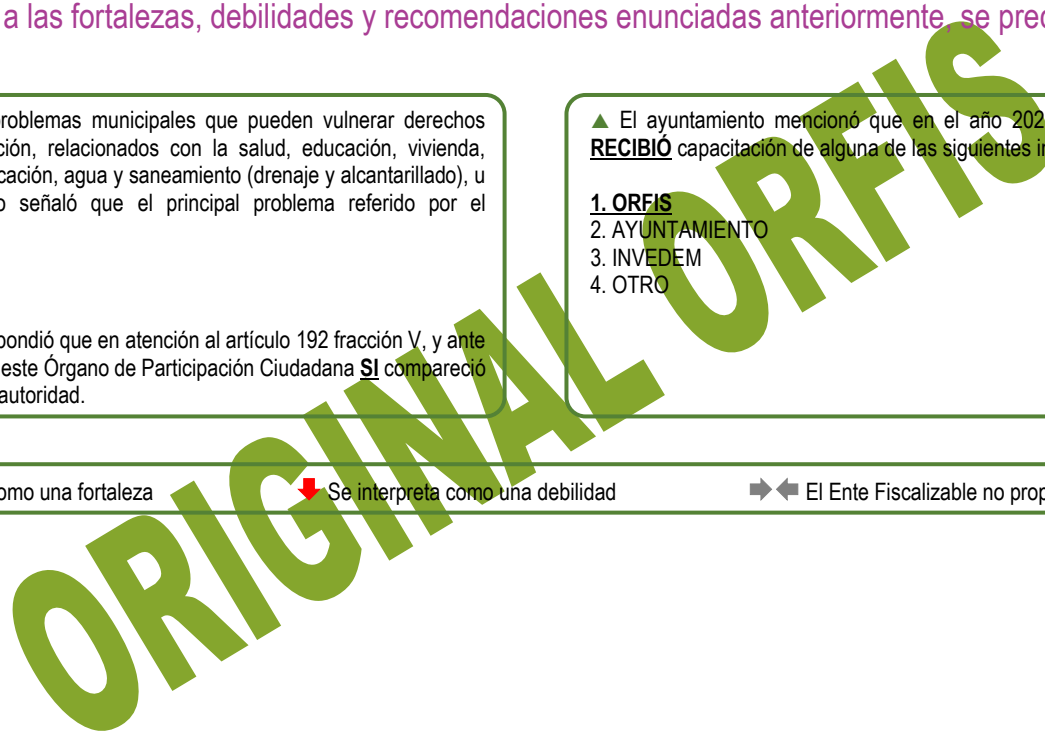 a las fortalezas, debilidades y recomendaciones enunciadas anteriormente, se
roblemas municipales que pueden vulnerar derechos
ción, relacionados con la salud, educación, vivienda,
cación, agua y saneamiento (drenaje y alcantarillado), u
o señaló que el principal problema referido por el
pondió que en atención al artículo 192 fracción V, y ante
este Órgano de Participación Ciudadana SI compareció
autoridad.
▲ El ayuntamiento mencionó que en el año 202
RECIBIÓ capacitación de alguna de las siguientes
1. ORFIS
2. AYUNTAMIENTO
3. INVEDEM
4. OTRO
omo una fortaleza
Se interpreta como una debilidad
El Ente Fiscalizable no
ORIGINAL ORFIS